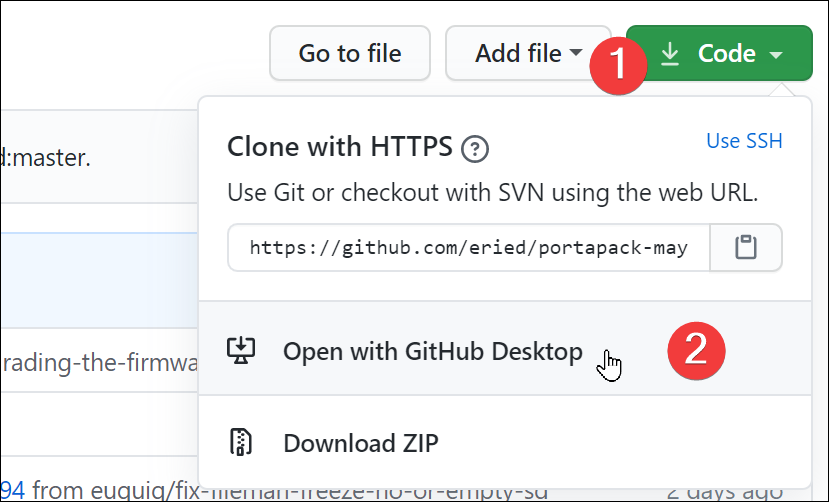 Go to file
Add file
1
Code
d:master.
Clone with HTTPS
?
Use SSH
Use Git or checkout with SVN using the web URL.
https://github.com/eried/portapack-may
Open with GitHub Desktop
2
rading-the-firmwa
Download ZIP
94 from euquiq/fix-fileman-freeze-no-or-empty-sd
2 days ago